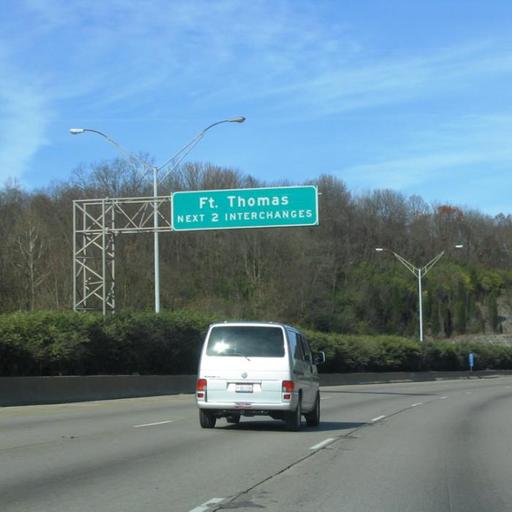 Ft. Thomas
NEXT 2 INTERCHANGES